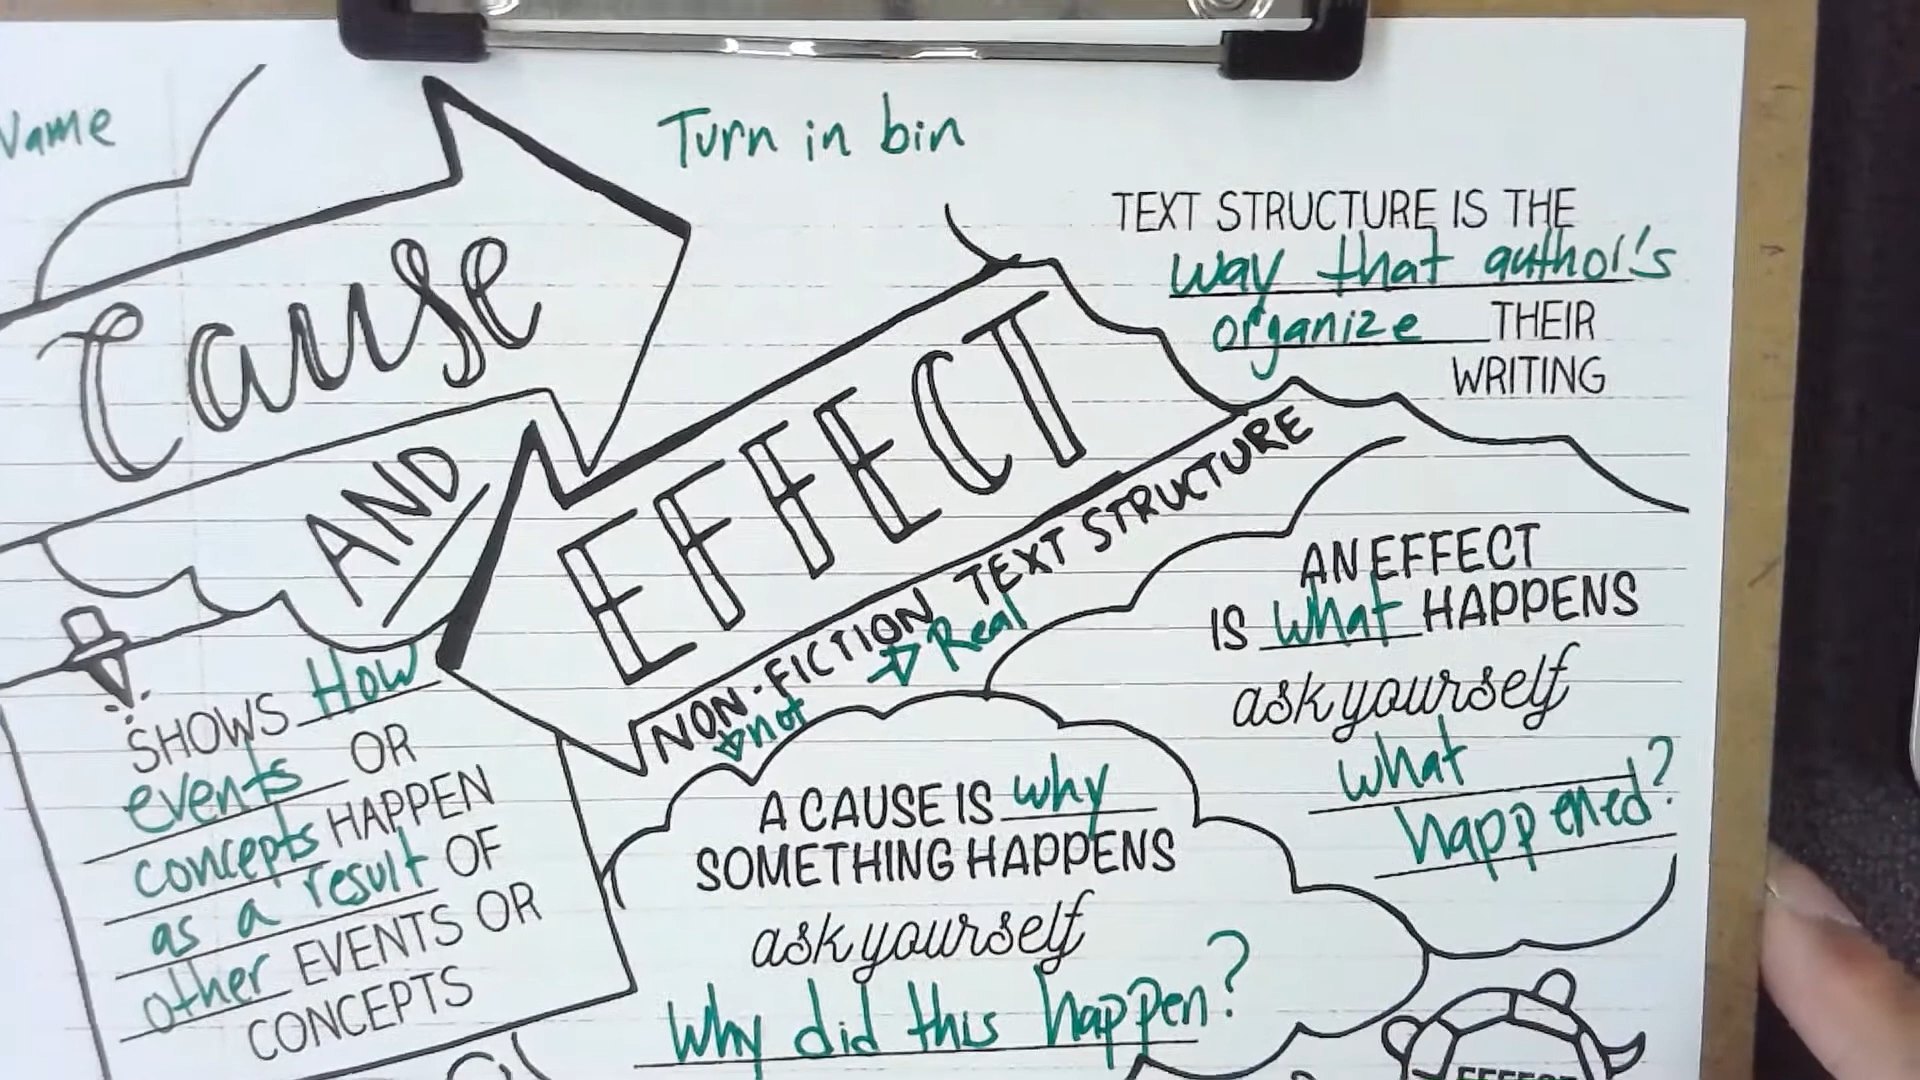 Name
Turn in bin
Cause
AND
EFFECT
NON-FICTION TEXT STRUCTURE
not
Real
TEXT STRUCTURE IS THE
way that author's
organize THEIR
WRITING
AN EFFECT
IS what HAPPENS
ask yourself
what
happened?
SHOWS How
events OR
concepts HAPPEN
as a result OF
other EVENTS OR
CONCEPTS
A CAUSE IS why
SOMETHING HAPPENS
ask yourself
Why did this happen?
EFFECT